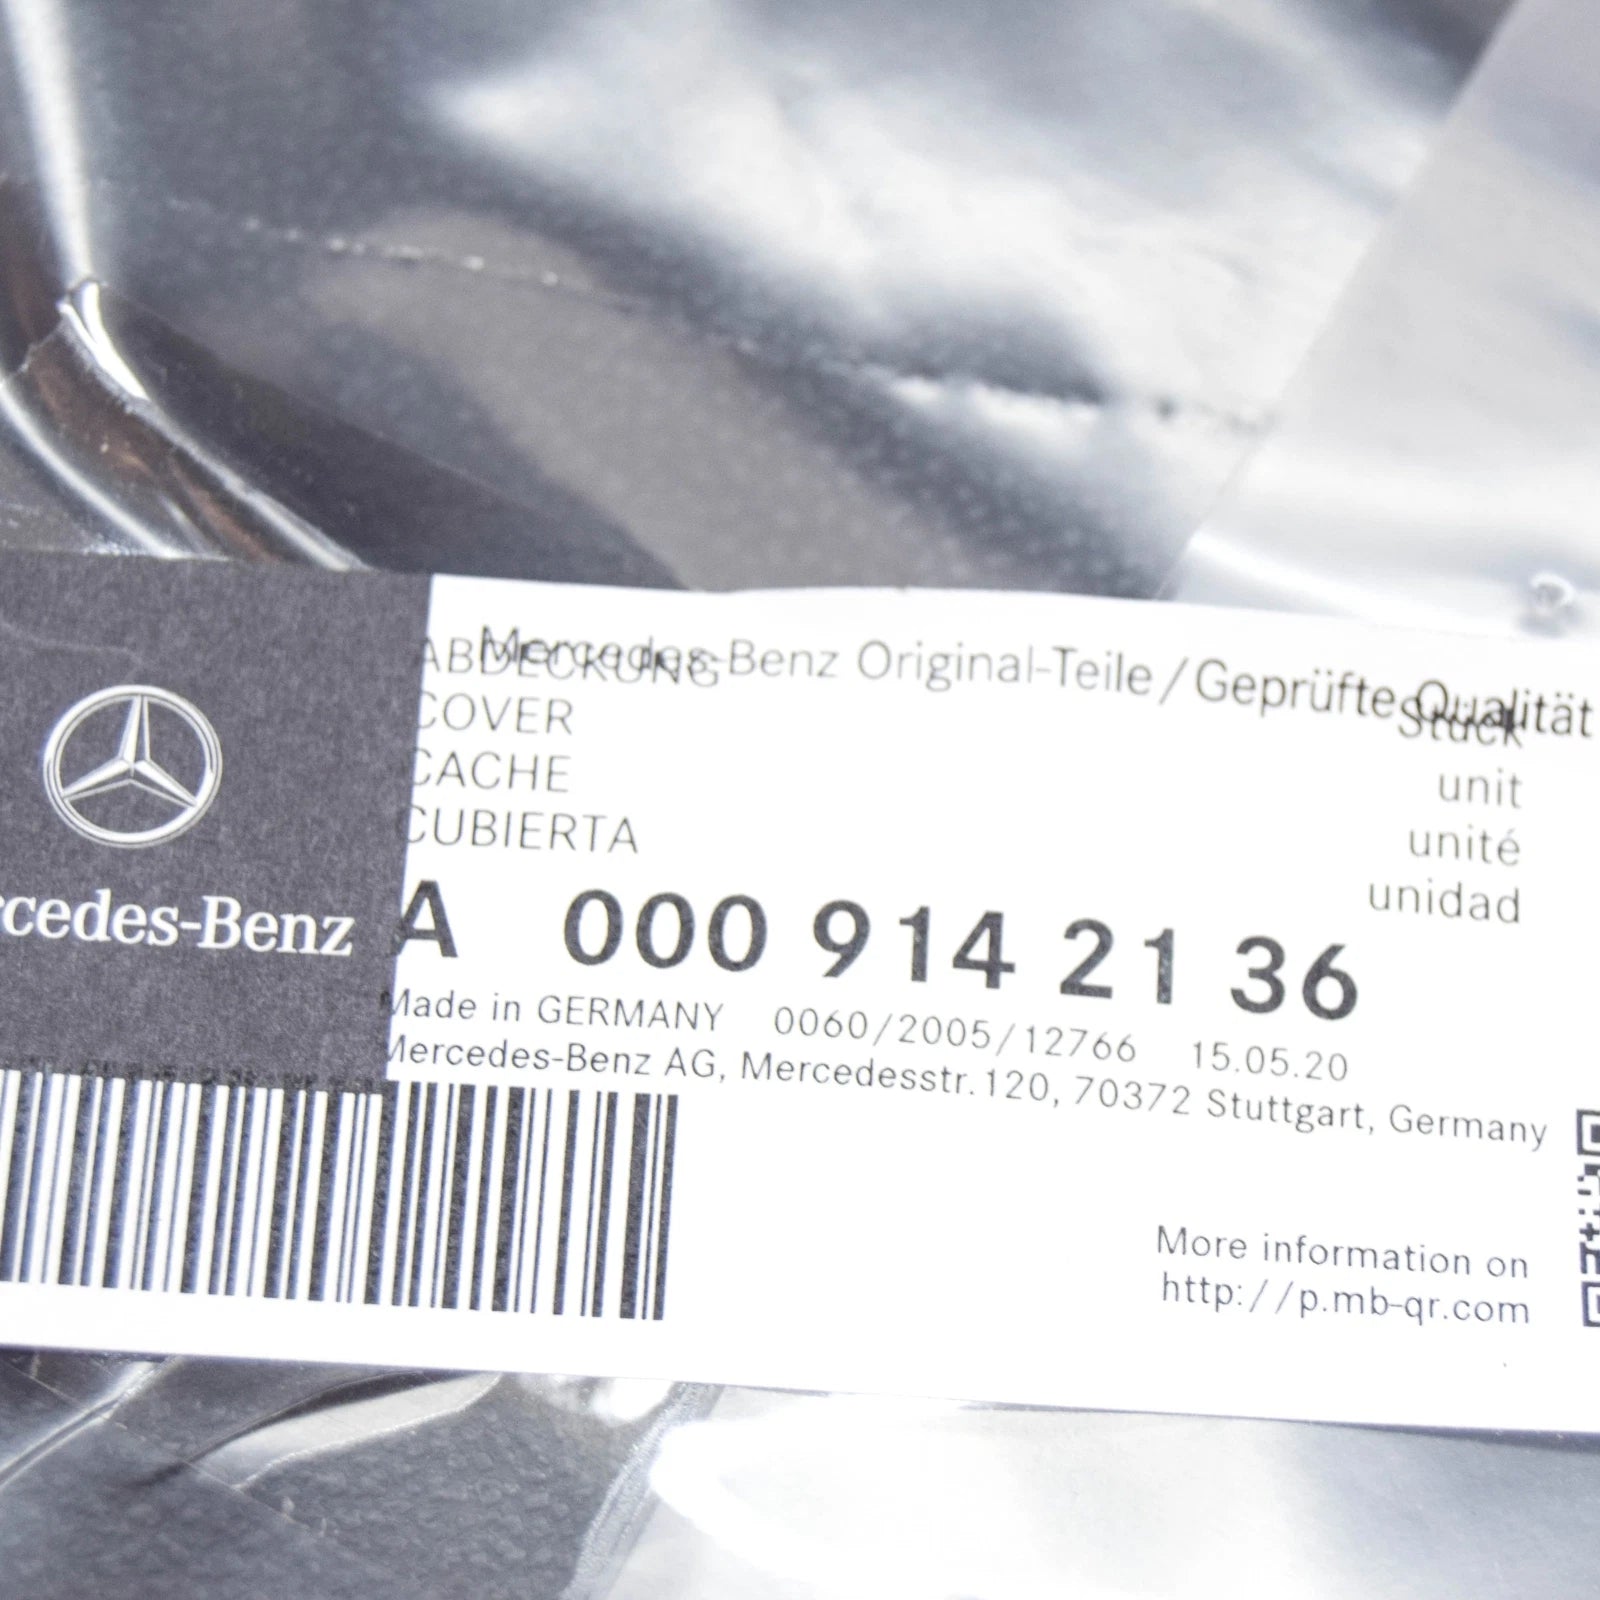 Mercedes-Benz Original-Teile / Geprüfte Qualität
ABDECKUNG Stück
COVER unit
CACHE unité
CUBIERTA unidad
rcedes-Benz
A 000 914 21 36
Made in GERMANY 0060/2005/12766 15.05.20
Mercedes-Benz AG, Mercedesstr.120, 70372 Stuttgart, Germany
More information on
http://p.mb-qr.com